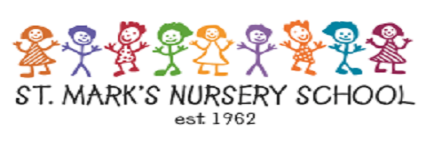 ST. MARK'S NURSERY SCHOOL
est. 1962